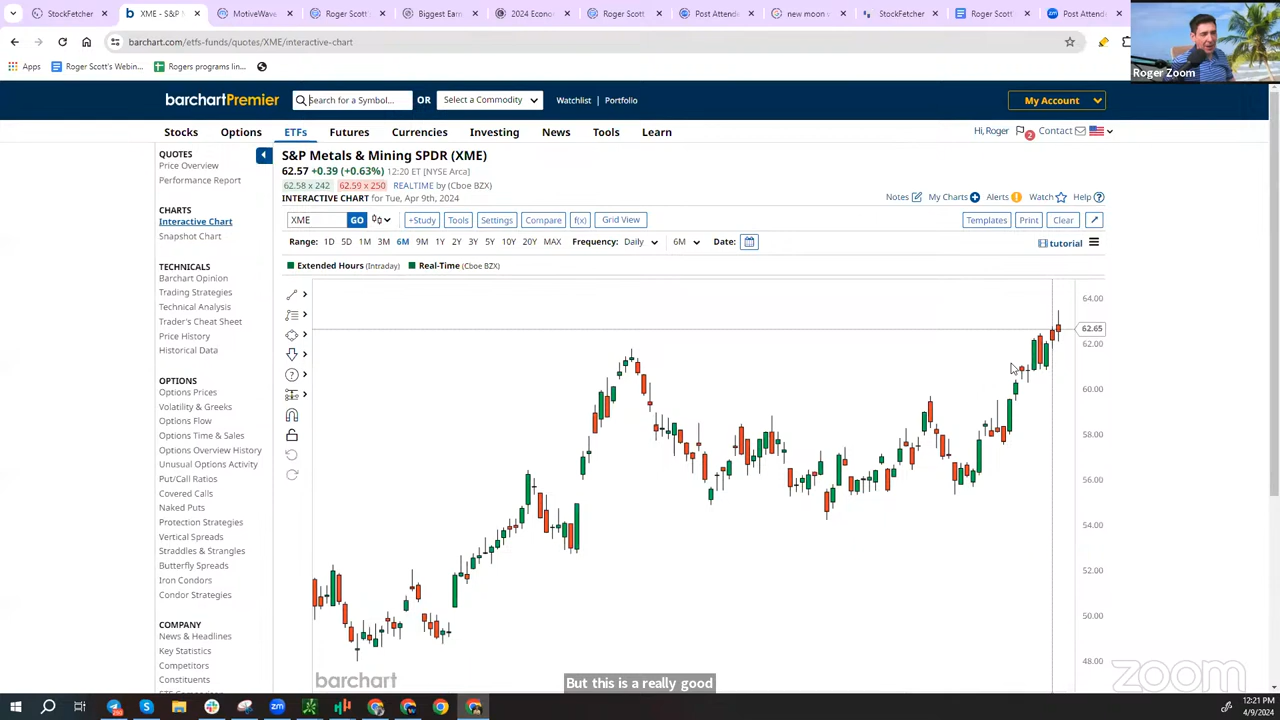 StockFetcher
XME - S&P M
MotiveWave
Roger Scott
Biggest Earn
2024 Econo
Roger Scott
Post Attend
new moon
StockFetcher
Roger Scott
Post Attend
barchart.com/etf-funds/quotes/XME/interactive-chart
Apps
Roger Scott's Webin...
Rogers programs lin...
Roger Zoom
barchartPremier
Search for a Symbol...
OR
Select a Commodity
Watchlist | Portfolio
My Account
Stocks Options ETFs Futures Currencies Investing News Tools Learn
Hi, Roger
2
Contact
QUOTES
Price Overview
Performance Report
CHARTS
Interactive Chart
Snapshot Chart
TECHNICALS
Barchart Opinion
Trading Strategies
Technical Analysis
Trader's Cheat Sheet
Price History
Historical Data
OPTIONS
Options Prices
Volatility & Greeks
Options Flow
Options Time & Sales
Options Overview History
Unusual Options Activity
Put/Call Ratios
Covered Calls
Naked Puts
Protection Strategies
Vertical Spreads
Straddles & Strangles
Butterfly Spreads
Iron Condors
Condor Strategies
COMPANY
News & Headlines
Key Statistics
Competitors
Constituents
S&P Metals & Mining SPDR (XME)
62.57 +0.39 (+0.63%) 12:20 ET [NYSE Arca]
62.58 x 242 62.59 x 250 REALTIME by (Cboe BZX)
INTERACTIVE CHART for Tue, Apr 9th, 2024
Notes My Charts Alerts Watch Help
XME GO +Study Tools Settings Compare f(x) Grid View
Templates Print Clear
Range: 1D 5D 1M 3M 6M 9M 1Y 2Y 3Y 5Y 10Y 20Y MAX Frequency: Daily 6M Date:
tutorial
Extended Hours (Intraday) Real-Time (Cboe BZX)
64.00
62.65
62.00
60.00
58.00
56.00
54.00
52.00
50.00
48.00
barchart
zoom
But this is a really good
12:21 PM
4/9/2024